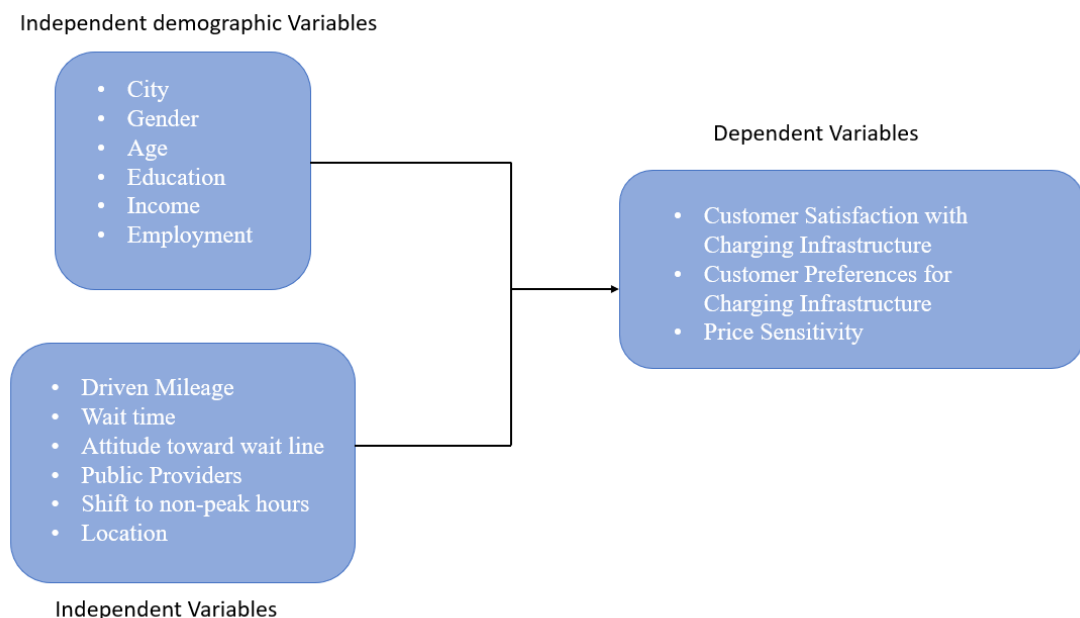 Independent demographic Variables
• City
• Gender
• Age
• Education
• Income
• Employment
Dependent Variables
• Customer Satisfaction with
Charging Infrastructure
• Customer Preferences for
Charging Infrastructure
• Price Sensitivity
• Driven Mileage
• Wait time
• Attitude toward wait line
• Public Providers
• Shift to non-peak hours
• Location
Independent Variables